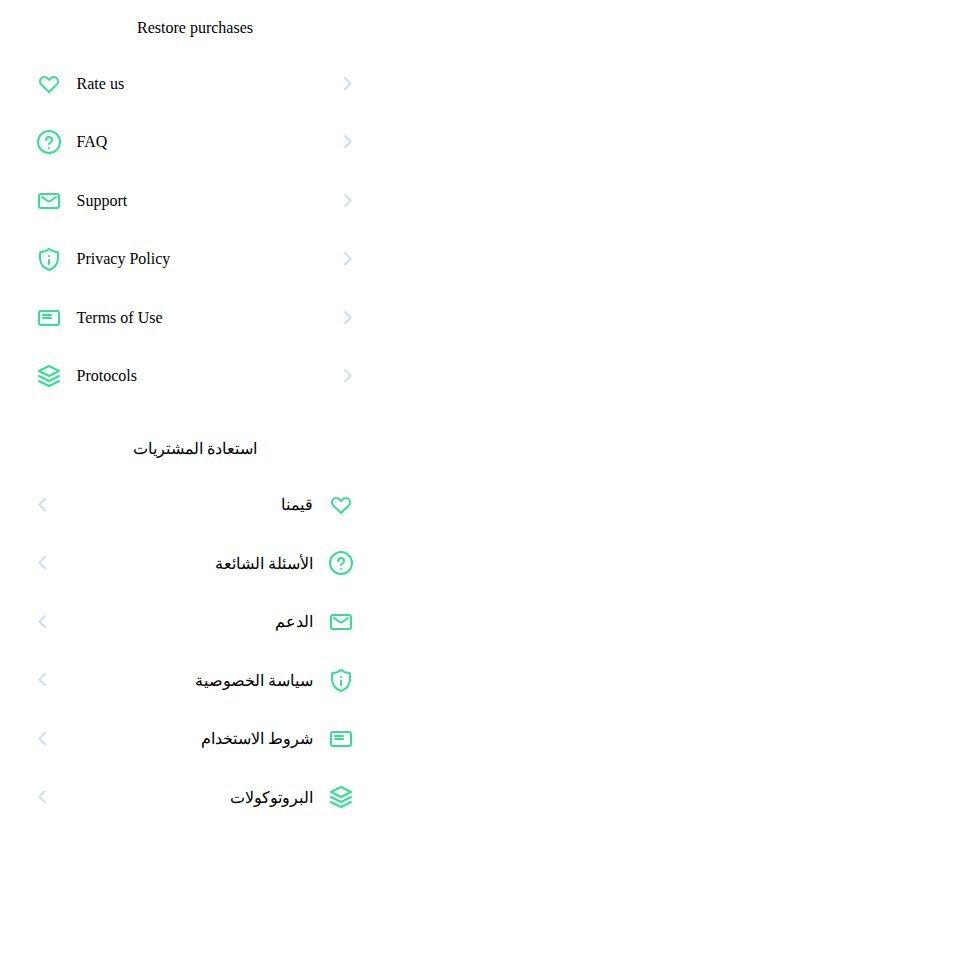 Restore purchases
Rate us
FAQ
Support
Privacy Policy
Terms of Use
Protocols
استعادة المشتريات
قيمنا
الأسئلة الشائعة
الدعم
سياسة الخصوصية
شروط الاستخدام
البروتوكولات